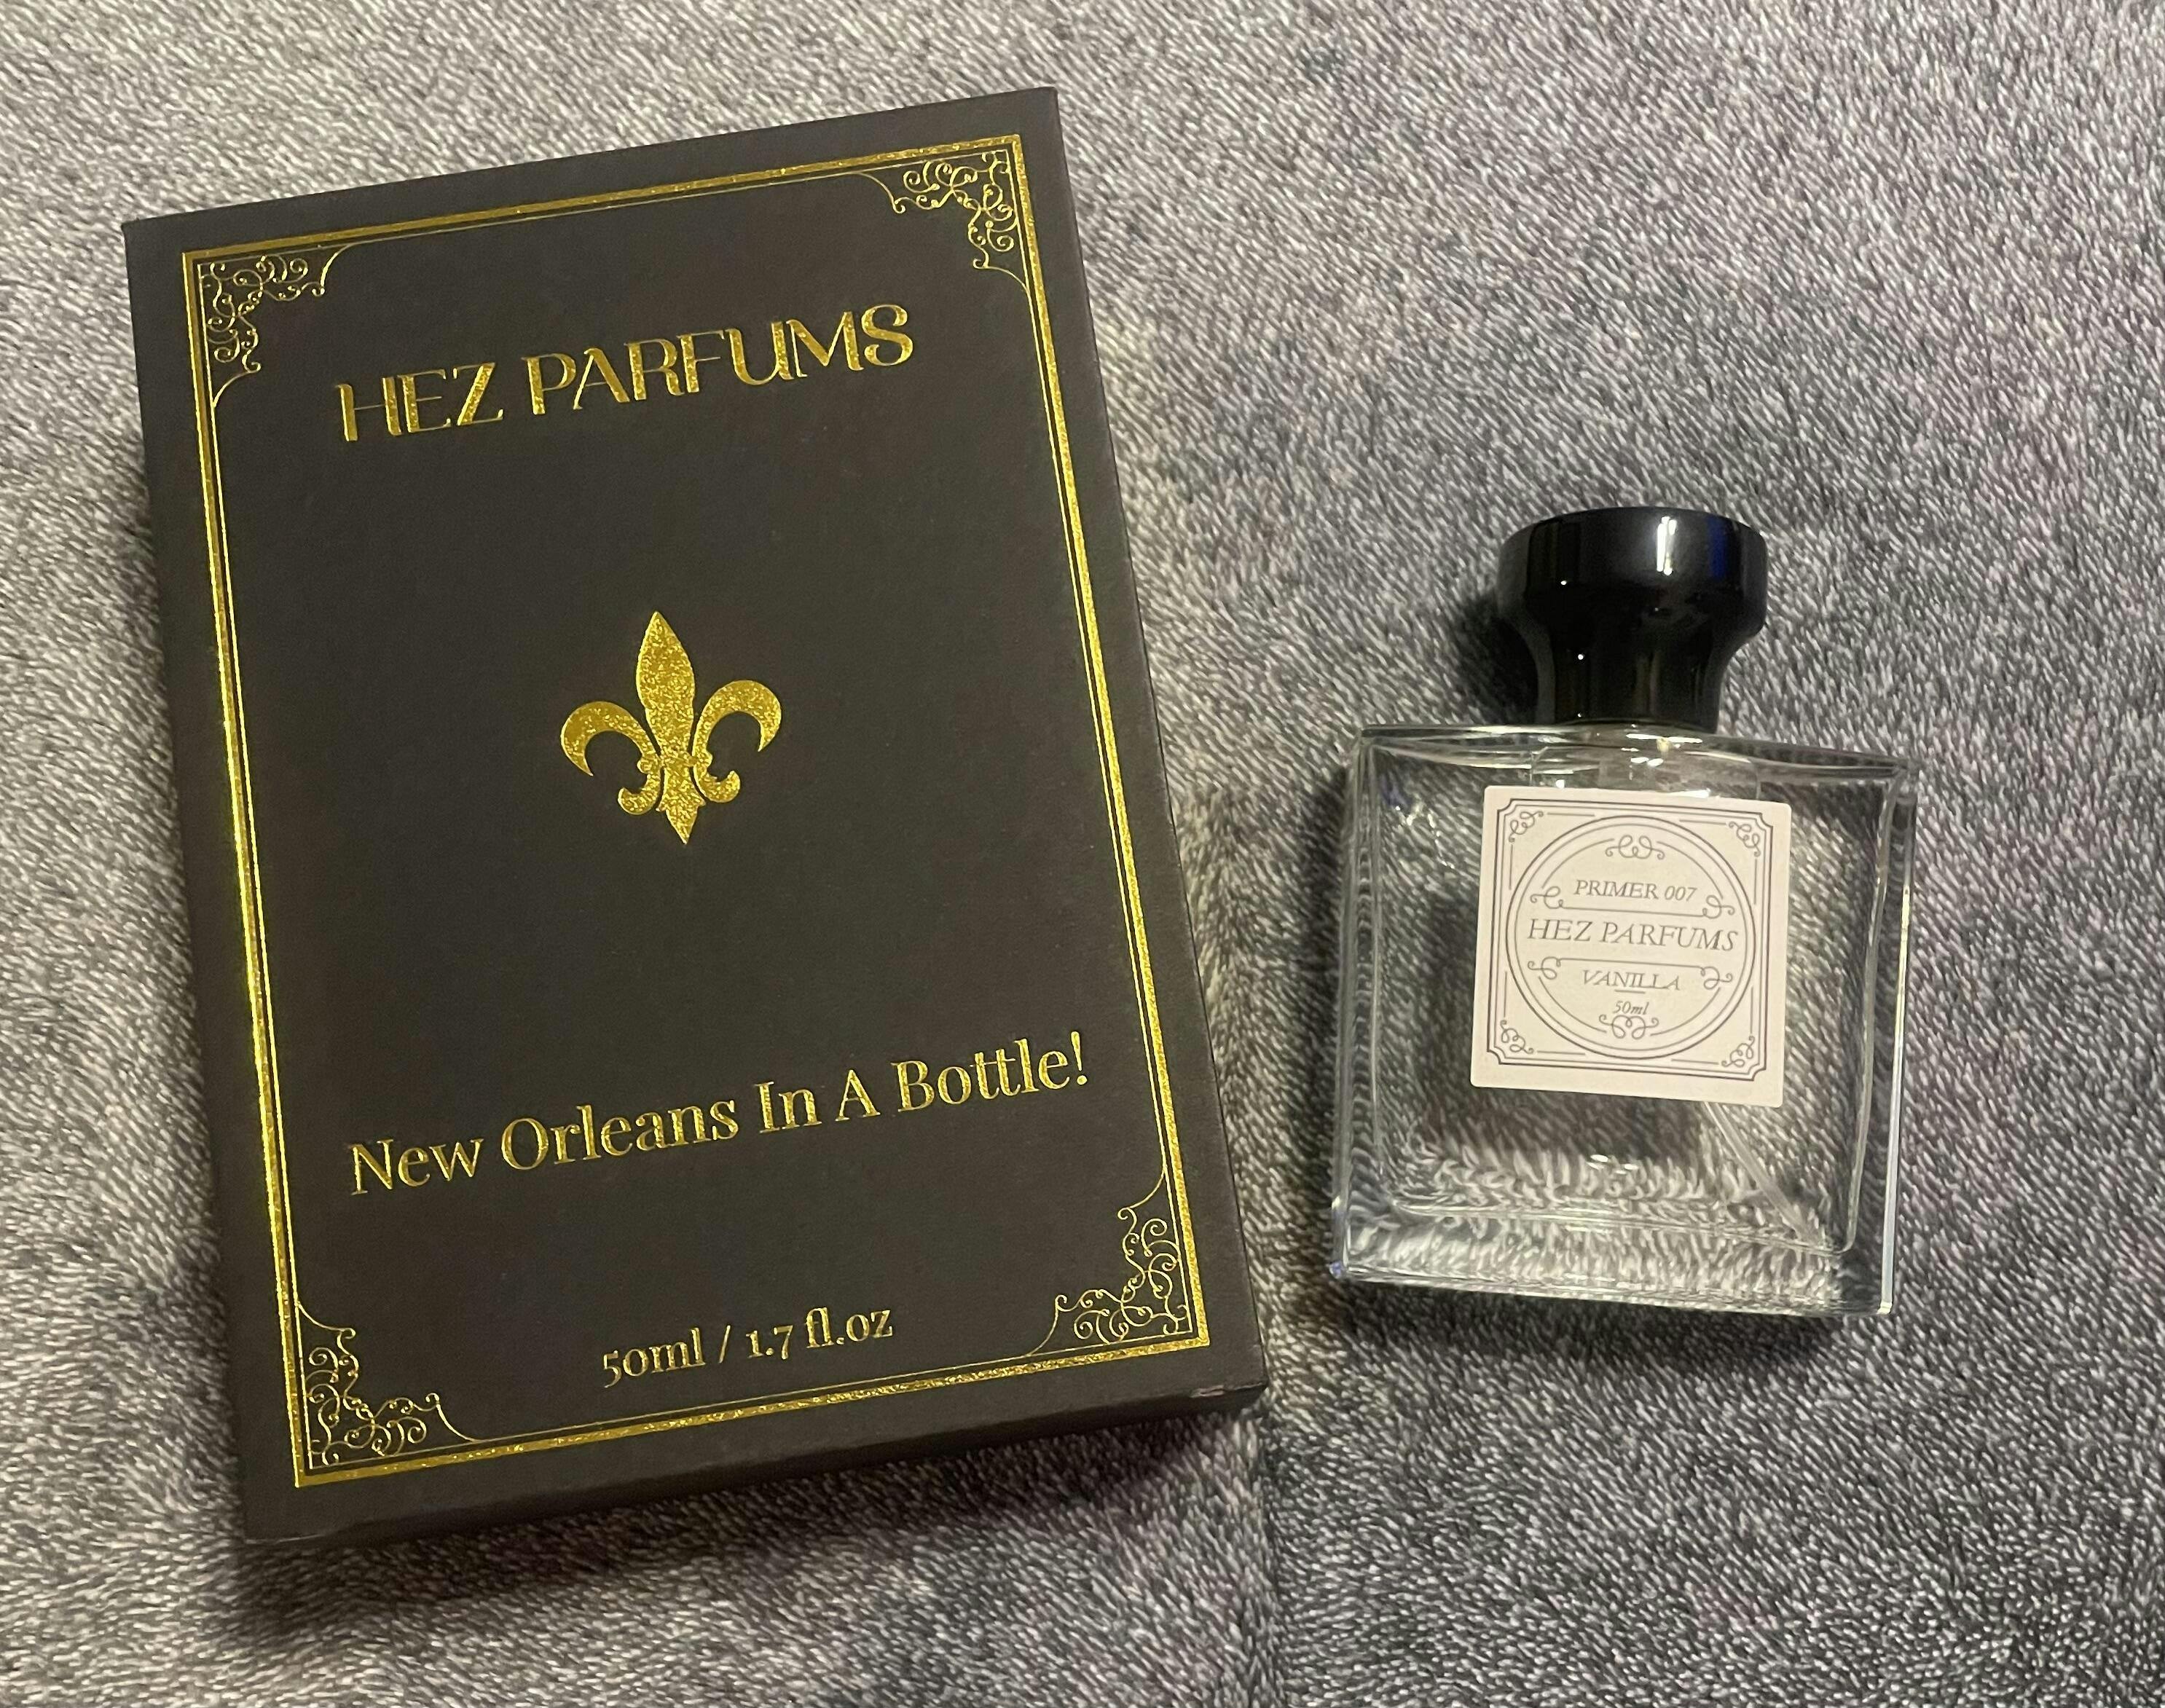 HEZ PARFUMS
New Orleans In A Bottle!
50ml / 1.7 fl.oz
PRIMER 007
HEZ PARFUMS
VANILLA
50ml